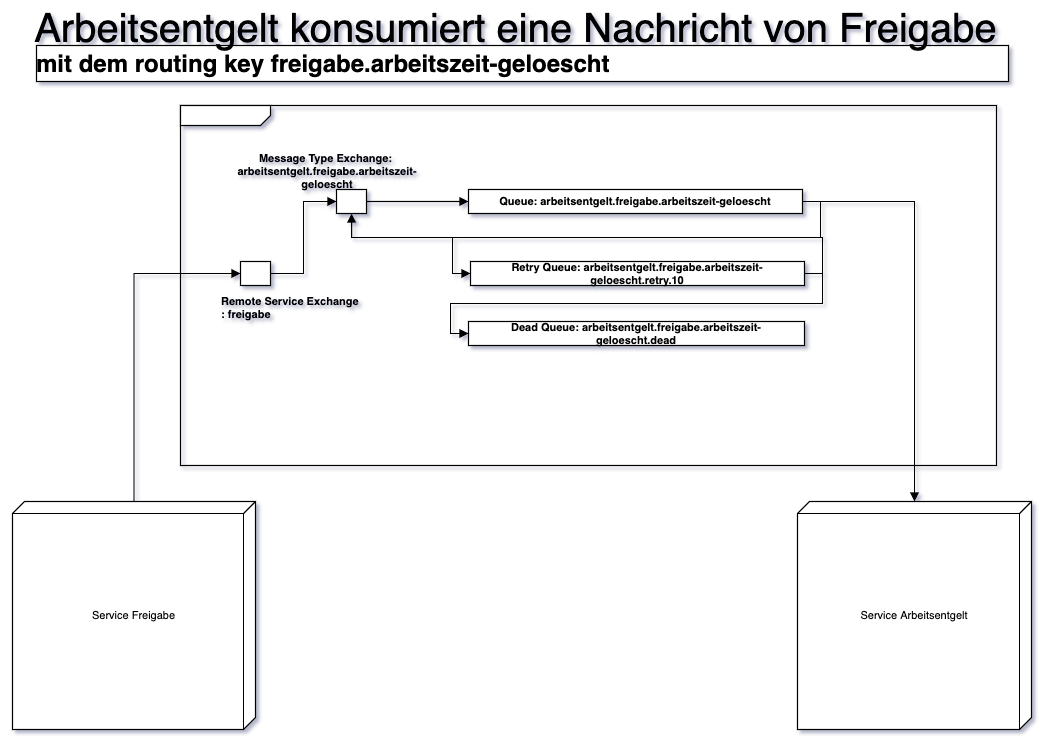 Arbeitsentgelt konsumiert eine Nachricht von Freigabe
mit dem routing key freigabe.arbeitszeit-geloescht
Message Type Exchange:
arbeitsentgelt.freigabe.arbeitszeit-
geloescht
Queue: arbeitsentgelt.freigabe.arbeitszeit-geloescht
Retry Queue: arbeitsentgelt.freigabe.arbeitszeit-
geloescht.retry.10
Remote Service Exchange
: freigabe
Dead Queue: arbeitsentgelt.freigabe.arbeitszeit-
geloescht.dead
Service Freigabe
Service Arbeitsentgelt